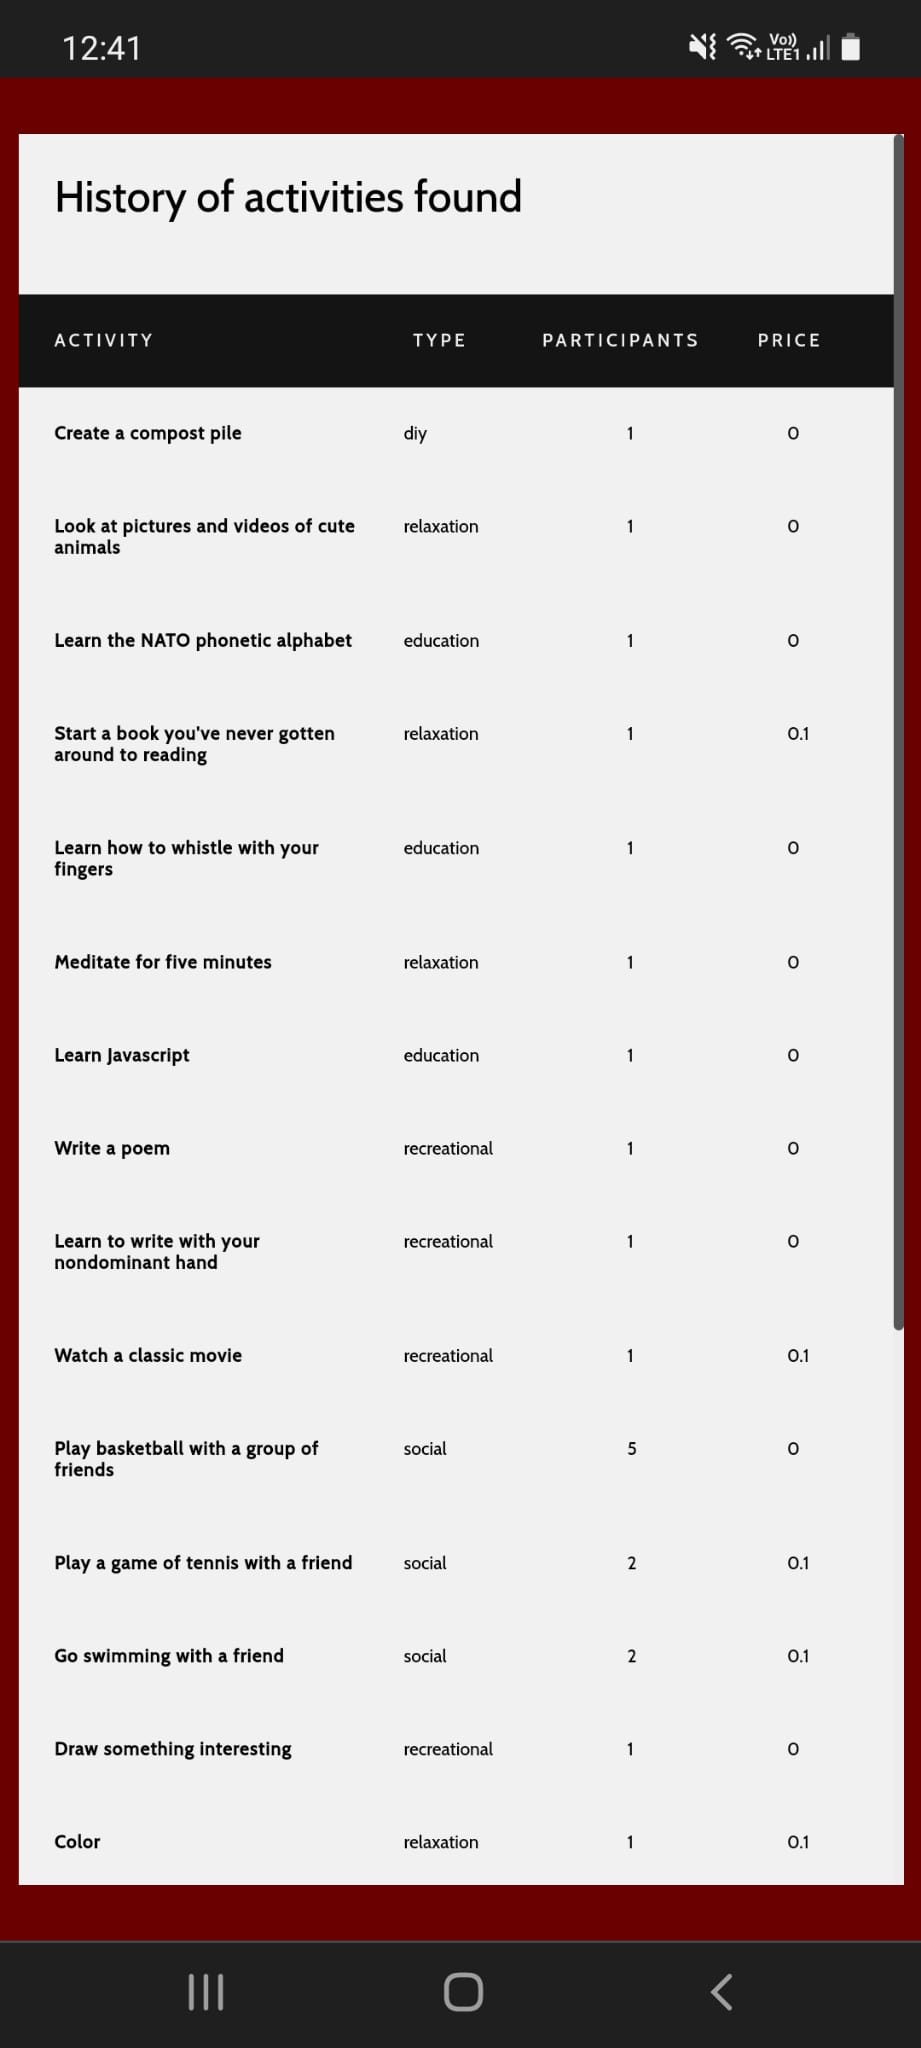 12:41
Vo))
LTE1
History of activities found
ACTIVITY TYPE PARTICIPANTS PRICE
Create a compost pile diy 1 0
Look at pictures and videos of cute relaxation 1 0
animals
Learn the NATO phonetic alphabet education 1 0
Start a book you've never gotten relaxation 1 0.1
around to reading
Learn how to whistle with your education 1 0
fingers
Meditate for five minutes relaxation 1 0
Learn Javascript education 1 0
Write a poem recreational 1 0
Learn to write with your recreational 1 0
nondominant hand
Watch a classic movie recreational 1 0.1
Play basketball with a group of social 5 0
friends
Play a game of tennis with a friend social 2 0.1
Go swimming with a friend social 2 0.1
Draw something interesting recreational 1 0
Color relaxation 1 0.1